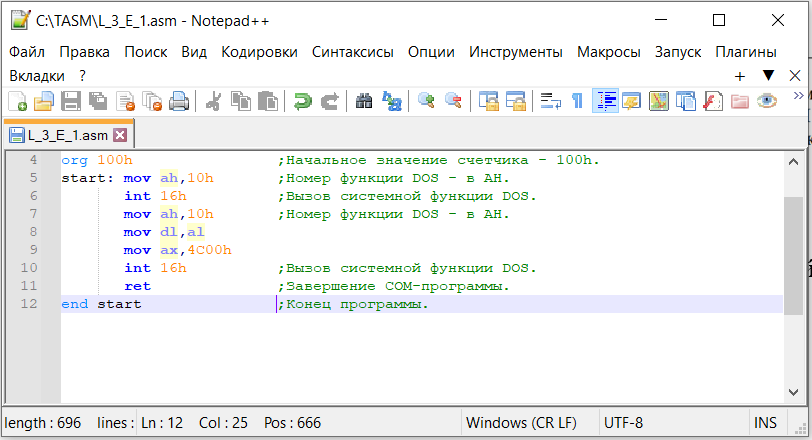 C:\TASM\L_3_E_1.asm - Notepad++
Файл Правка Поиск Вид Кодировки Синтаксисы Опции Инструменты Макросы Запуск Плагины
Вкладки ?
L_3_E_1.asm
4 org 100h ;Начальное значение счетчика - 100h.
5 start: mov ah,10h ;Номер функции DOS - в AH.
6 int 16h ;Вызов системной функции DOS.
7 mov ah,10h ;Номер функции DOS - в AH.
8 mov dl,al
9 mov ax,4C00h
10 int 16h ;Вызов системной функции DOS.
11 ret ;Завершение COM-программы.
12 end start ;Конец программы.
length : 696 lines : Ln : 12 Col : 25 Pos : 666 Windows (CR LF) UTF-8 INS